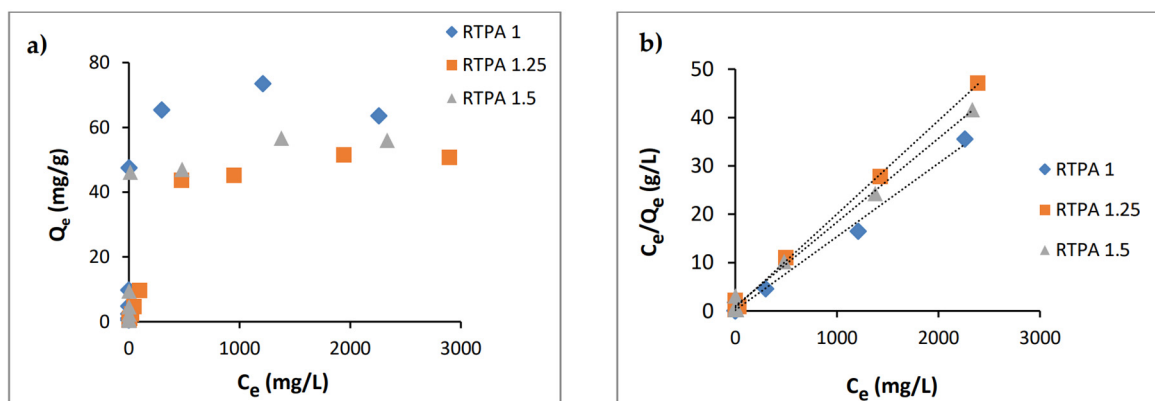 a)
RTPA 1
RTPA 1.25
RTPA 1.5
80
60
40
20
0
Qe (mg/g)
0 1000 2000 3000
Ce (mg/L)
b)
50
40
30
20
10
0
Ce/Qe (g/L)
RTPA 1
RTPA 1.25
RTPA 1.5
0 1000 2000 3000
Ce (mg/L)